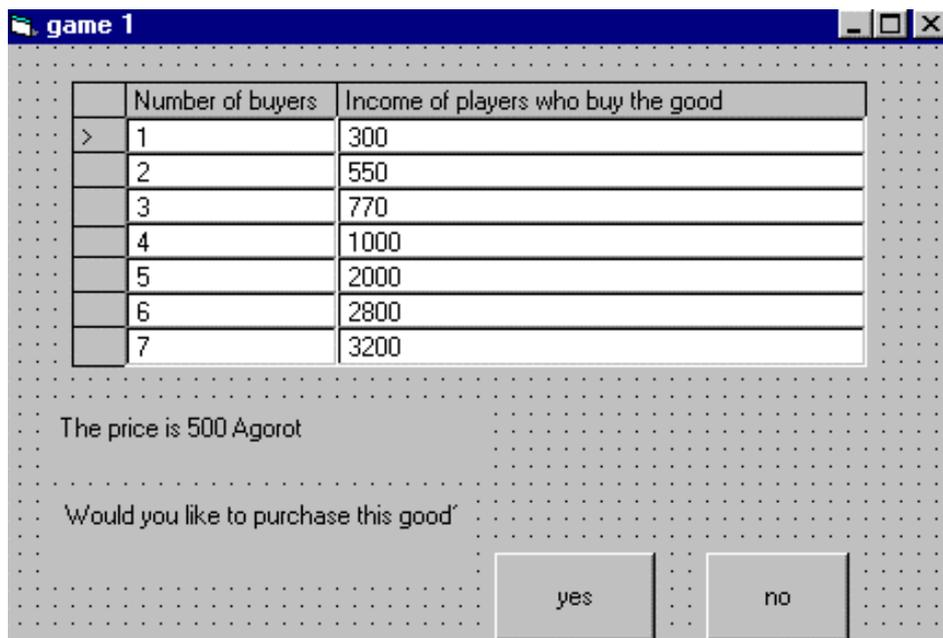 game 1
Number of buyers Income of players who buy the good
> 1 300
2 550
3 770
4 1000
5 2000
6 2800
7 3200
The price is 500 Agorot
Would you like to purchase this good
yes no